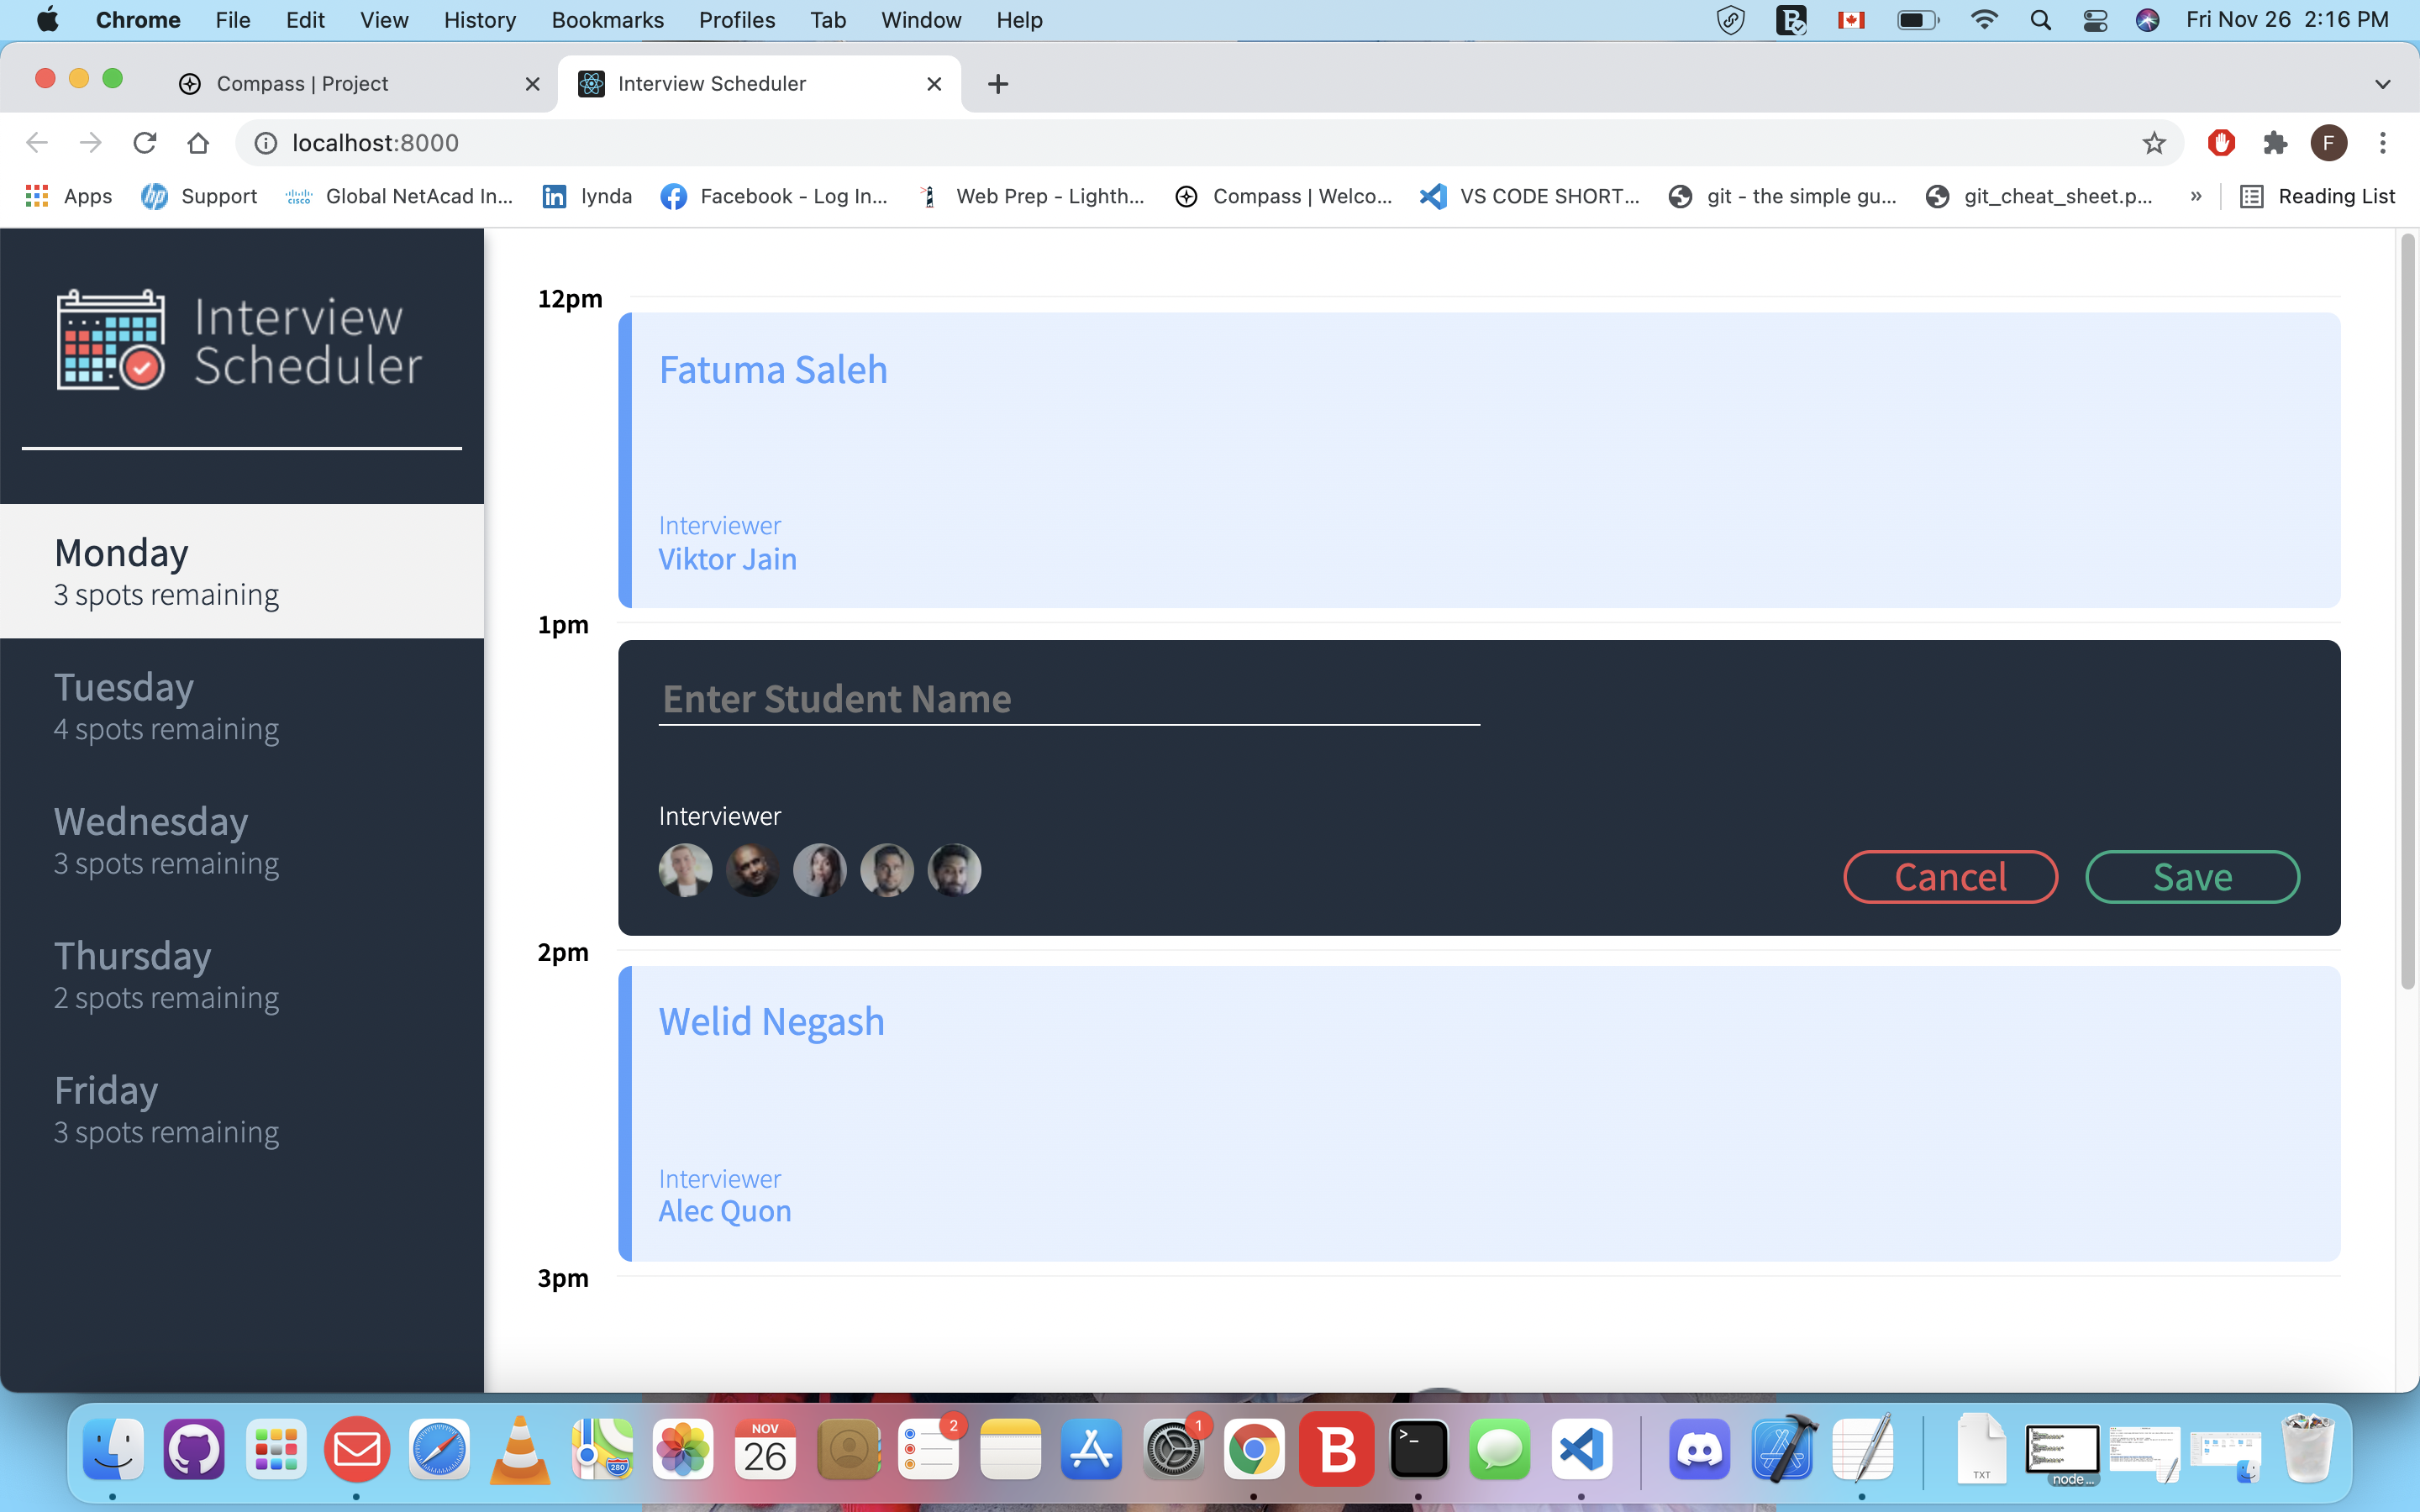 Chrome File Edit View History Bookmarks Profiles Tab Window Help Fri Nov 26 2:16 PM
Compass | Project Interview Scheduler
localhost:8000 F
Apps Support Global NetAcad In... lynda Facebook - Log In... Web Prep - Lighth... Compass | Welco... VS CODE SHORT... git - the simple gu... git_cheat_sheet.p... » Reading List
Interview
Scheduler
Monday
3 spots remaining
Tuesday
4 spots remaining
Wednesday
3 spots remaining
Thursday
2 spots remaining
Friday
3 spots remaining
12pm
Fatuma Saleh
Interviewer
Viktor Jain
1pm
Enter Student Name
Interviewer
Cancel Save
2pm
Welid Negash
Interviewer
Alec Quon
3pm
NOV
26
280
2
1
B
>_
TXT
node...